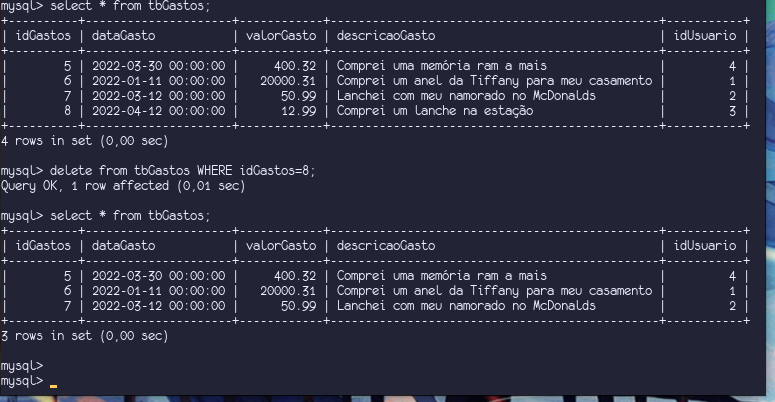 mysql> select * from tbGastos;
+----------+---------------------+------------+-------------------------------------------+-----------+
| idGastos | dataGasto           | valorGasto | descricaoGasto                            | idUsuario |
+----------+---------------------+------------+-------------------------------------------+-----------+
|        5 | 2022-03-30 00:00:00 |     400.32 | Comprei uma memória ram a mais            |         4 |
|        6 | 2022-01-11 00:00:00 |   20000.31 | Comprei um anel da Tiffany para meu casamento |         1 |
|        7 | 2022-03-12 00:00:00 |      50.99 | Lanchei com meu namorado no McDonalds     |         2 |
|        8 | 2022-04-12 00:00:00 |      12.99 | Comprei um lanche na estação              |         3 |
+----------+---------------------+------------+-------------------------------------------+-----------+
4 rows in set (0,00 sec)
mysql> delete from tbGastos WHERE idGastos=8;
Query OK, 1 row affected (0,01 sec)
mysql> select * from tbGastos;
+----------+---------------------+------------+-------------------------------------------+-----------+
| idGastos | dataGasto           | valorGasto | descricaoGasto                            | idUsuario |
+----------+---------------------+------------+-------------------------------------------+-----------+
|        5 | 2022-03-30 00:00:00 |     400.32 | Comprei uma memória ram a mais            |         4 |
|        6 | 2022-01-11 00:00:00 |   20000.31 | Comprei um anel da Tiffany para meu casamento |         1 |
|        7 | 2022-03-12 00:00:00 |      50.99 | Lanchei com meu namorado no McDonalds     |         2 |
+----------+---------------------+------------+-------------------------------------------+-----------+
3 rows in set (0,00 sec)
mysql>
mysql>